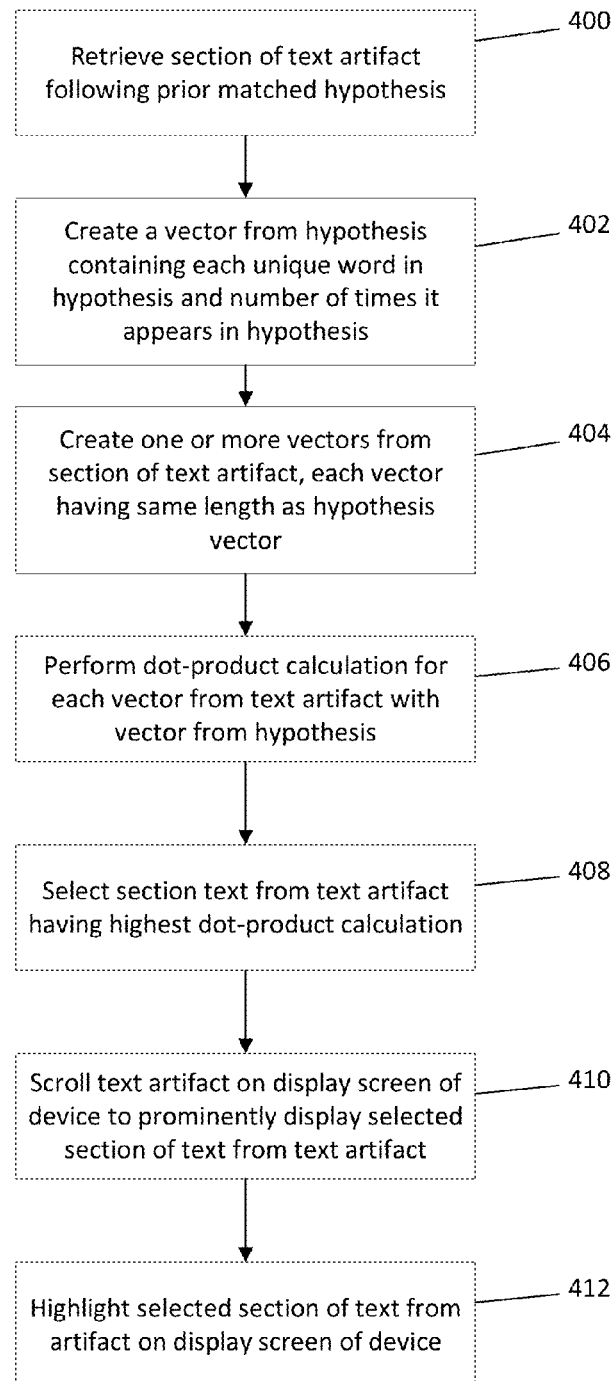 400
Retrieve section of text artifact
following prior matched hypothesis
402
Create a vector from hypothesis
containing each unique word in
hypothesis and number of times it
appears in hypothesis
404
Create one or more vectors from
section of text artifact, each vector
having same length as hypothesis
vector
406
Perform dot-product calculation for
each vector from text artifact with
vector from hypothesis
408
Select section text from text artifact
having highest dot-product calculation
410
Scroll text artifact on display screen of
device to prominently display selected
section of text from text artifact
412
Highlight selected section of text from
artifact on display screen of device